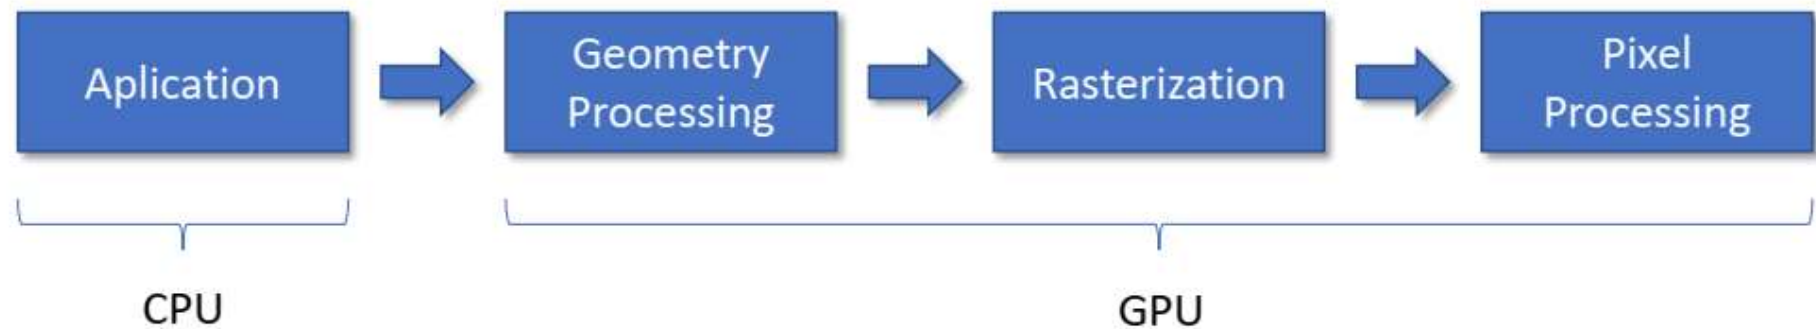 Aplication
Geometry
Processing
Rasterization
Pixel
Processing
CPU
GPU